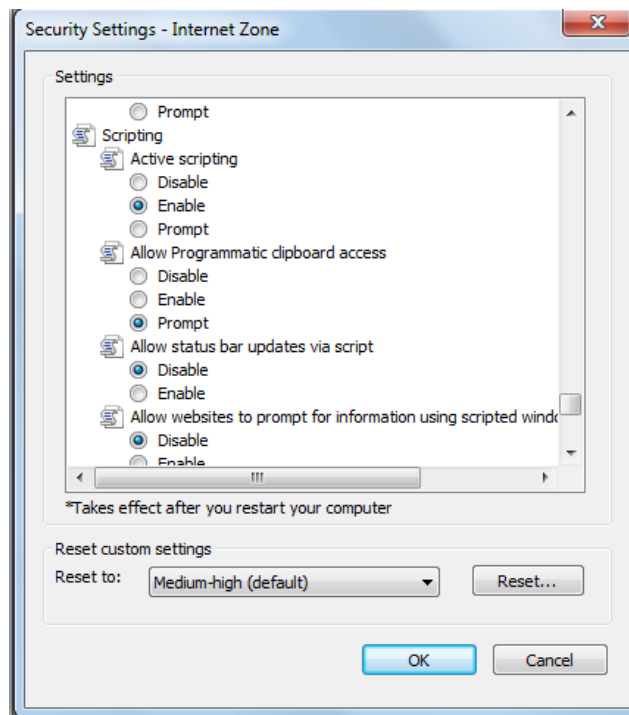 Security Settings - Internet Zone
Settings
Prompt
Scripting
Active scripting
Disable
Enable
Prompt
Allow Programmatic clipboard access
Disable
Enable
Prompt
Allow status bar updates via script
Disable
Enable
Allow websites to prompt for information using scripted
Disable
Enable
*Takes effect after you restart your computer
Reset custom settings
Reset to: Medium-high (default) Reset...
OK Cancel